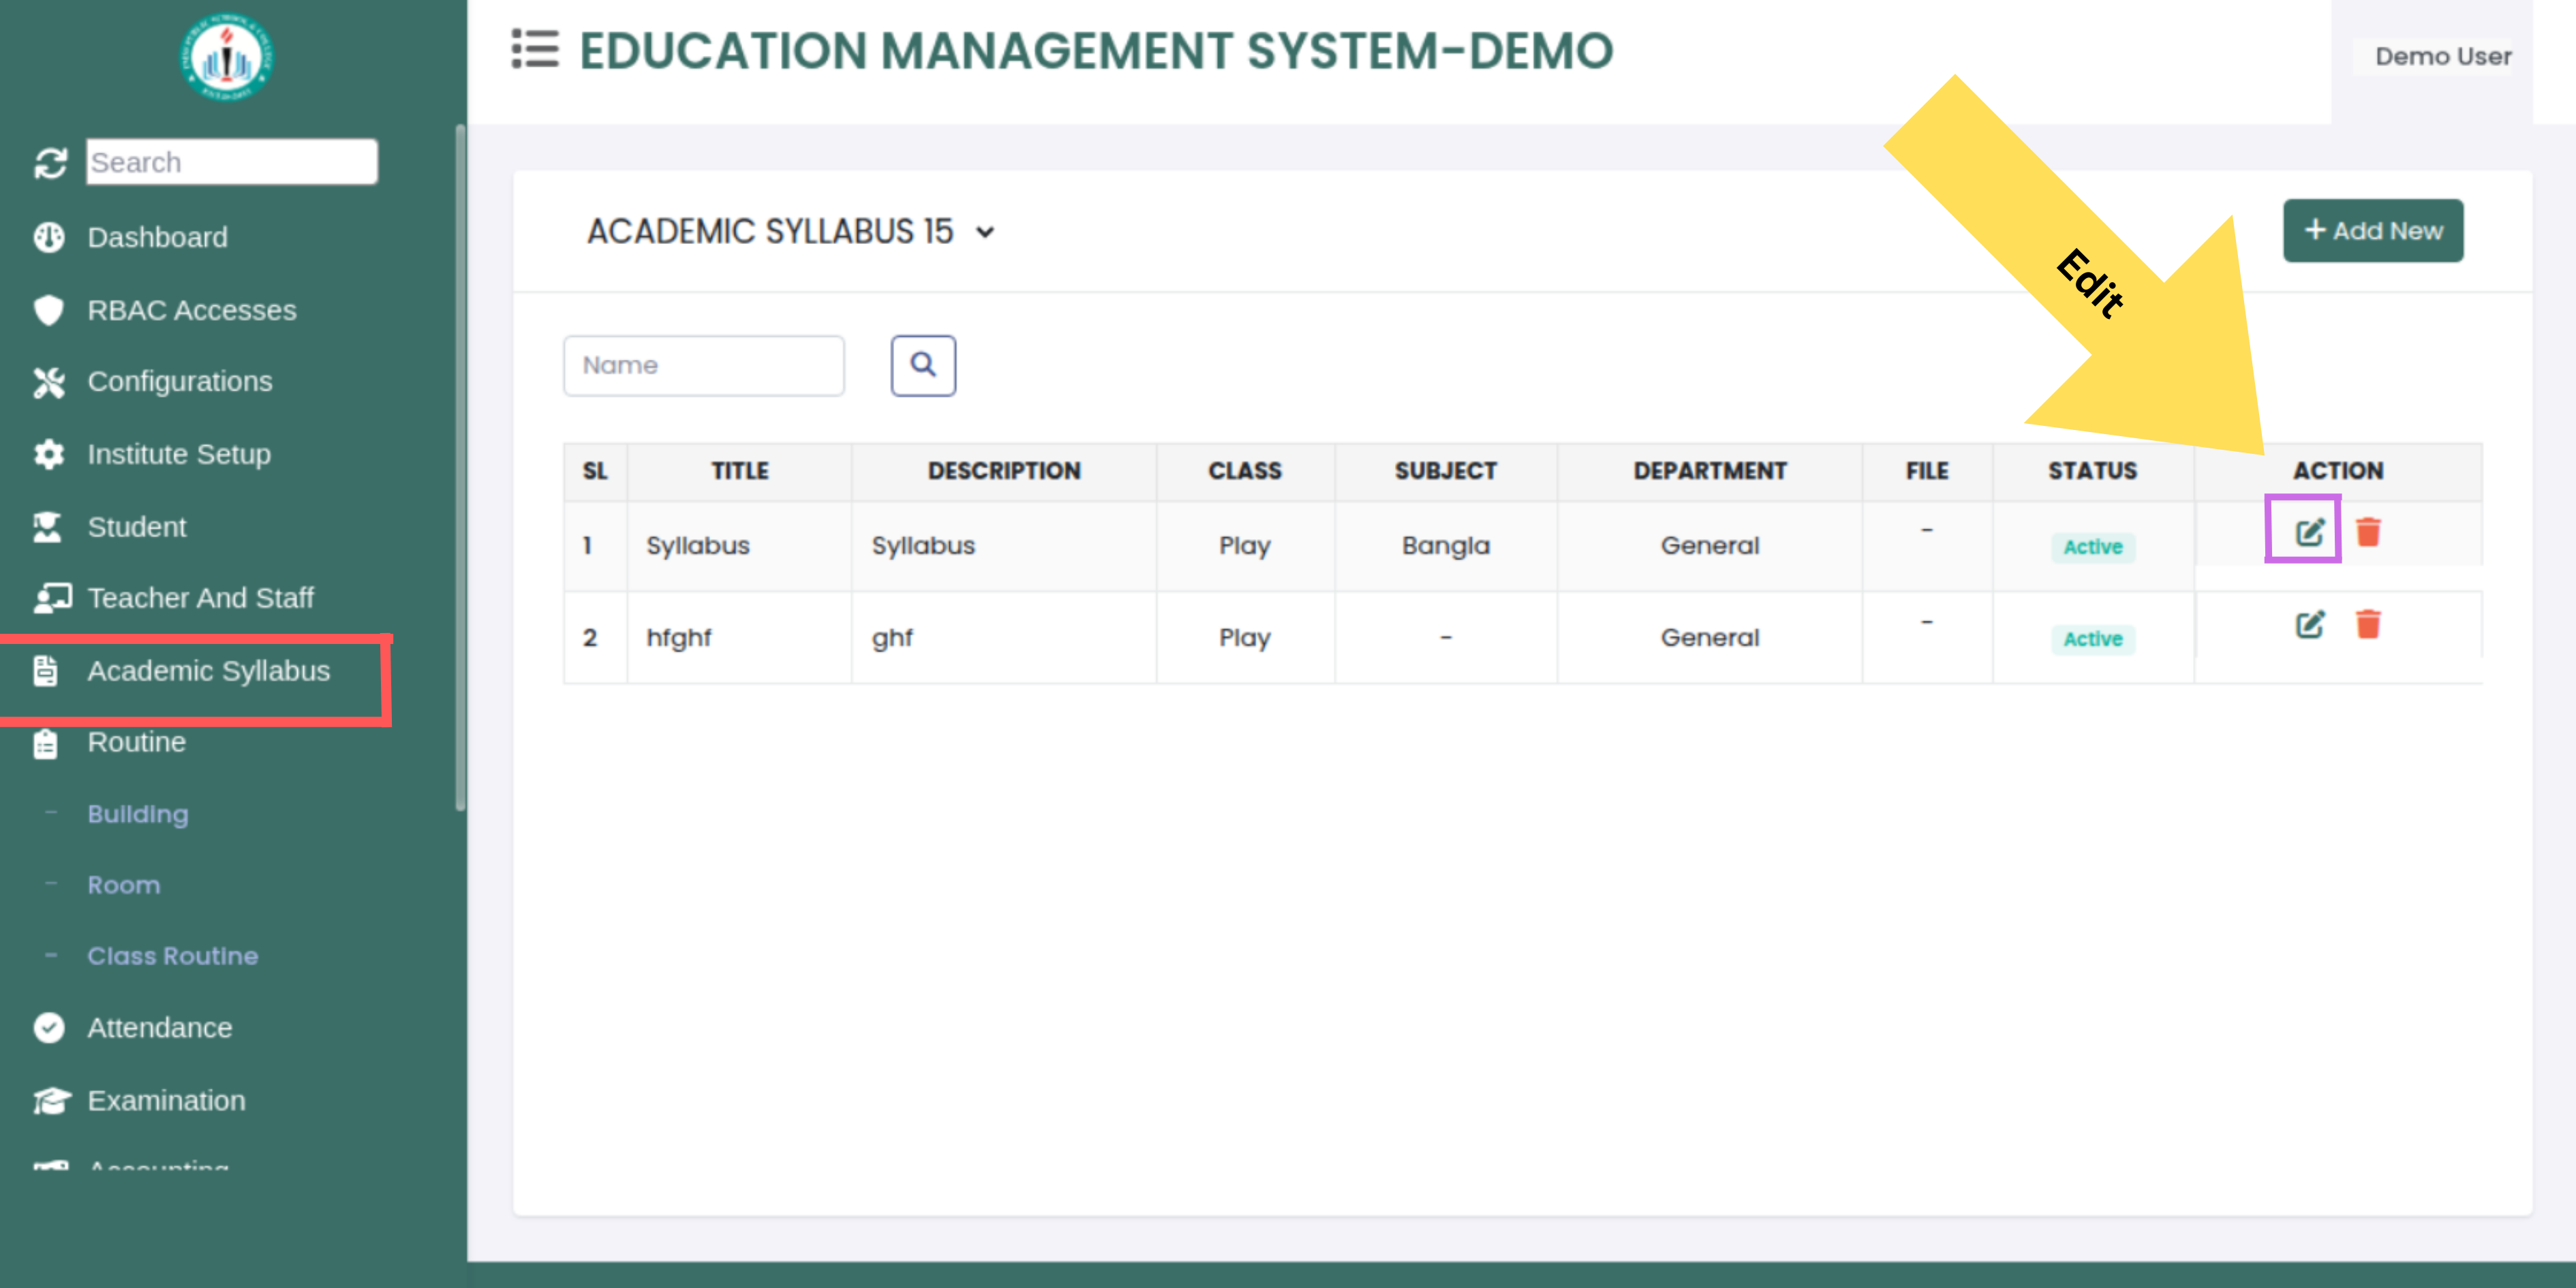 EDUCATION MANAGEMENT SYSTEM-DEMO
Demo User
Search
Dashboard
RBAC Accesses
Configurations
Institute Setup
Student
Teacher And Staff
Academic Syllabus
Routine
- Building
- Room
- Class Routine
Attendance
Examination
Accounting
ACADEMIC SYLLABUS 15
+ Add New
Edit
Name
SL TITLE DESCRIPTION CLASS SUBJECT DEPARTMENT FILE STATUS ACTION
1 Syllabus Syllabus Play Bangla General - Active
2 hfghf ghf Play - General - Active